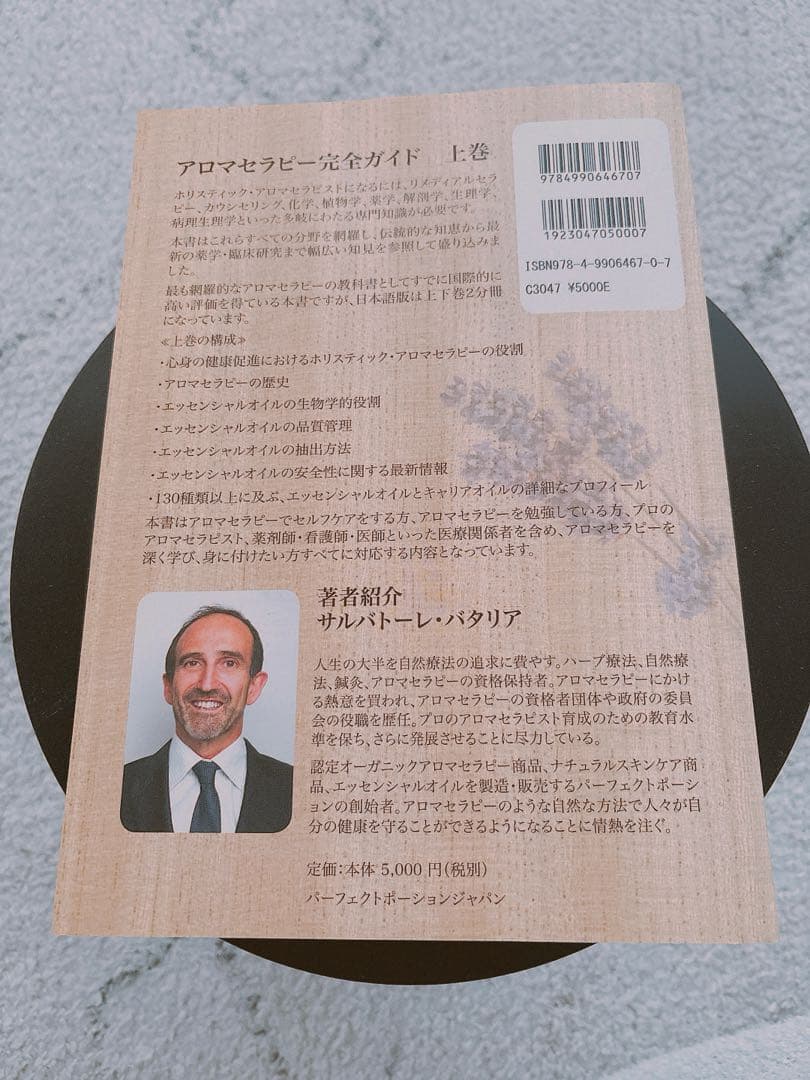 アロマセラピー完全ガイド　上巻
ホリスティック・アロマセラピストになるには、リメディアルセラ
ピー、カウンセリング、化学、植物学、薬学、解剖学、生理学、
病理生理学といった多岐にわたる専門知識が必要です。
本書はこれらすべての分野を網羅し、伝統的な知恵から最
新の薬学・臨床研究まで幅広い知見を参照して盛り込みま
した。
最も網羅的なアロマセラピーの教科書としてすでに国際的に
高い評価を得ている本書ですが、日本語版は上下巻2分冊
になっています。
≪上巻の構成≫
・心身の健康促進におけるホリスティック・アロマセラピーの役割
・アロマセラピーの歴史
・エッセンシャルオイルの生物学的役割
・エッセンシャルオイルの品質管理
・エッセンシャルオイルの抽出方法
・エッセンシャルオイルの安全性に関する最新情報
・130種類以上に及ぶ、エッセンシャルオイルとキャリアオイルの詳細なプロフィール
本書はアロマセラピーでセルフケアをする方、アロマセラピーを勉強している方、プロの
アロマセラピスト、薬剤師・看護師・医師といった医療関係者を含め、アロマセラピーを
深く学び、身に付けたい方すべてに対応する内容となっています。
9784990646707
1923047050007
ISBN978-4-9906467-0-7
C3047 ¥5000E
著者紹介
サルバトーレ・バタリア
人生の大半を自然療法の追求に費やす。ハーブ療法、自然療
法、鍼灸、アロマセラピーの資格保持者。アロマセラピーにかけ
る熱意を買われ、アロマセラピーの資格者団体や政府の委員
会の役職を歴任。プロのアロマセラピスト育成のための教育水
準を保ち、さらに発展させることに尽力している。
認定オーガニックアロマセラピー商品、ナチュラルスキンケア商
品、エッセンシャルオイルを製造・販売するパーフェクトポーシ
ョンの創始者。アロマセラピーのような自然な方法で人々が自
分の健康を守ることができるようになることに情熱を注ぐ。
定価：本体 5,000 円（税別）
パーフェクトポーションジャパン